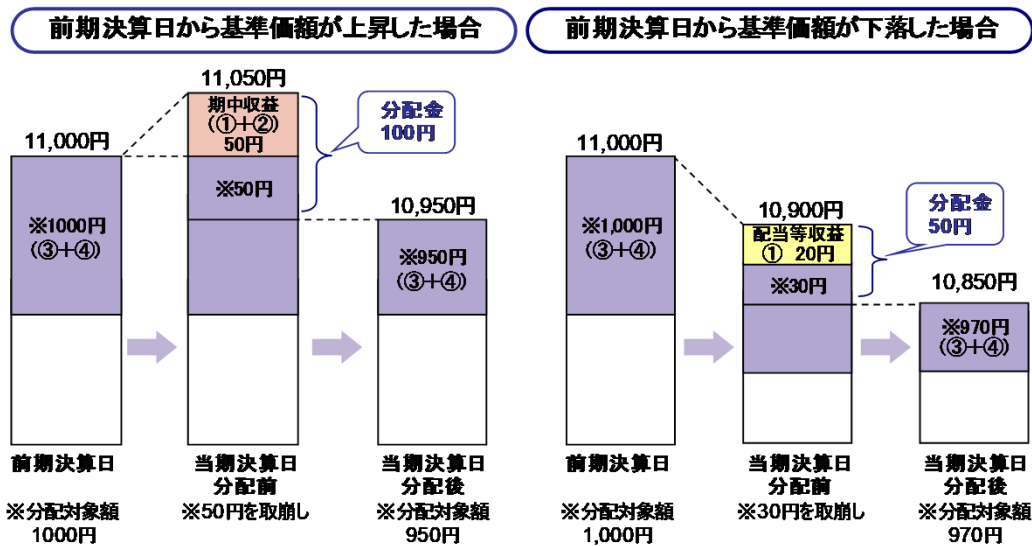 前期決算日から基準価額が上昇した場合
11,050円
期中収益
(①+②)
50円
分配金
100円
11,000円
※50円
※1000円
(③+④)
10,950円
※950円
(③+④)
前期決算日
※分配対象額
1000円
当期決算日
分配前
※50円を取崩し
当期決算日
分配後
※分配対象額
950円
前期決算日から基準価額が下落した場合
11,000円
※1,000円
(③+④)
10,900円
配当等収益
① 20円
※30円
分配金
50円
10,850円
※970円
(③+④)
前期決算日
※分配対象額
1,000円
当期決算日
分配前
※30円を取崩し
当期決算日
分配後
※分配対象額
970円